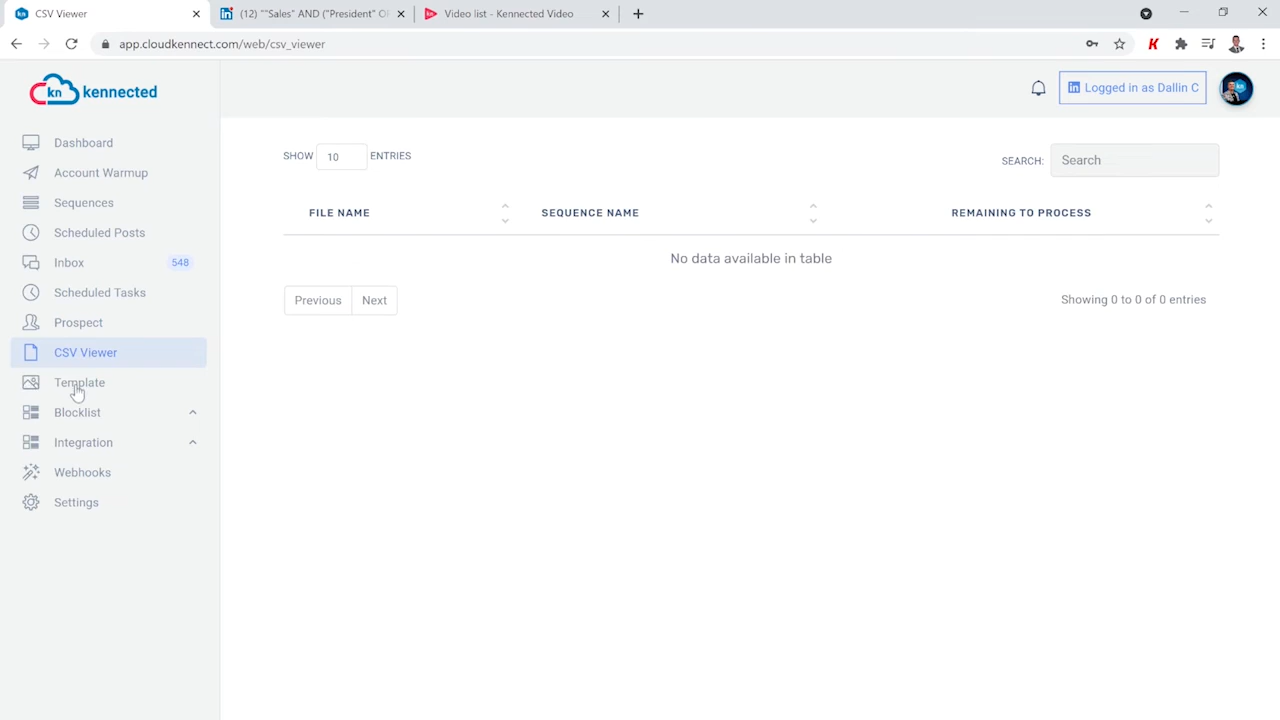 CSV Viewer
(12) ""Sales" AND ("President" O
Video list - Kennected Video
app.cloudkennect.com/web/csv_viewer
kn kennected
Logged in as Dallin C
Dashboard
Account Warmup
Sequences
Scheduled Posts
Inbox 548
Scheduled Tasks
Prospect
CSV Viewer
Template
Blocklist
Integration
Webhooks
Settings
SHOW 10 ENTRIES
SEARCH: Search
FILE NAME SEQUENCE NAME REMAINING TO PROCESS
No data available in table
Previous Next
Showing 0 to 0 of 0 entries